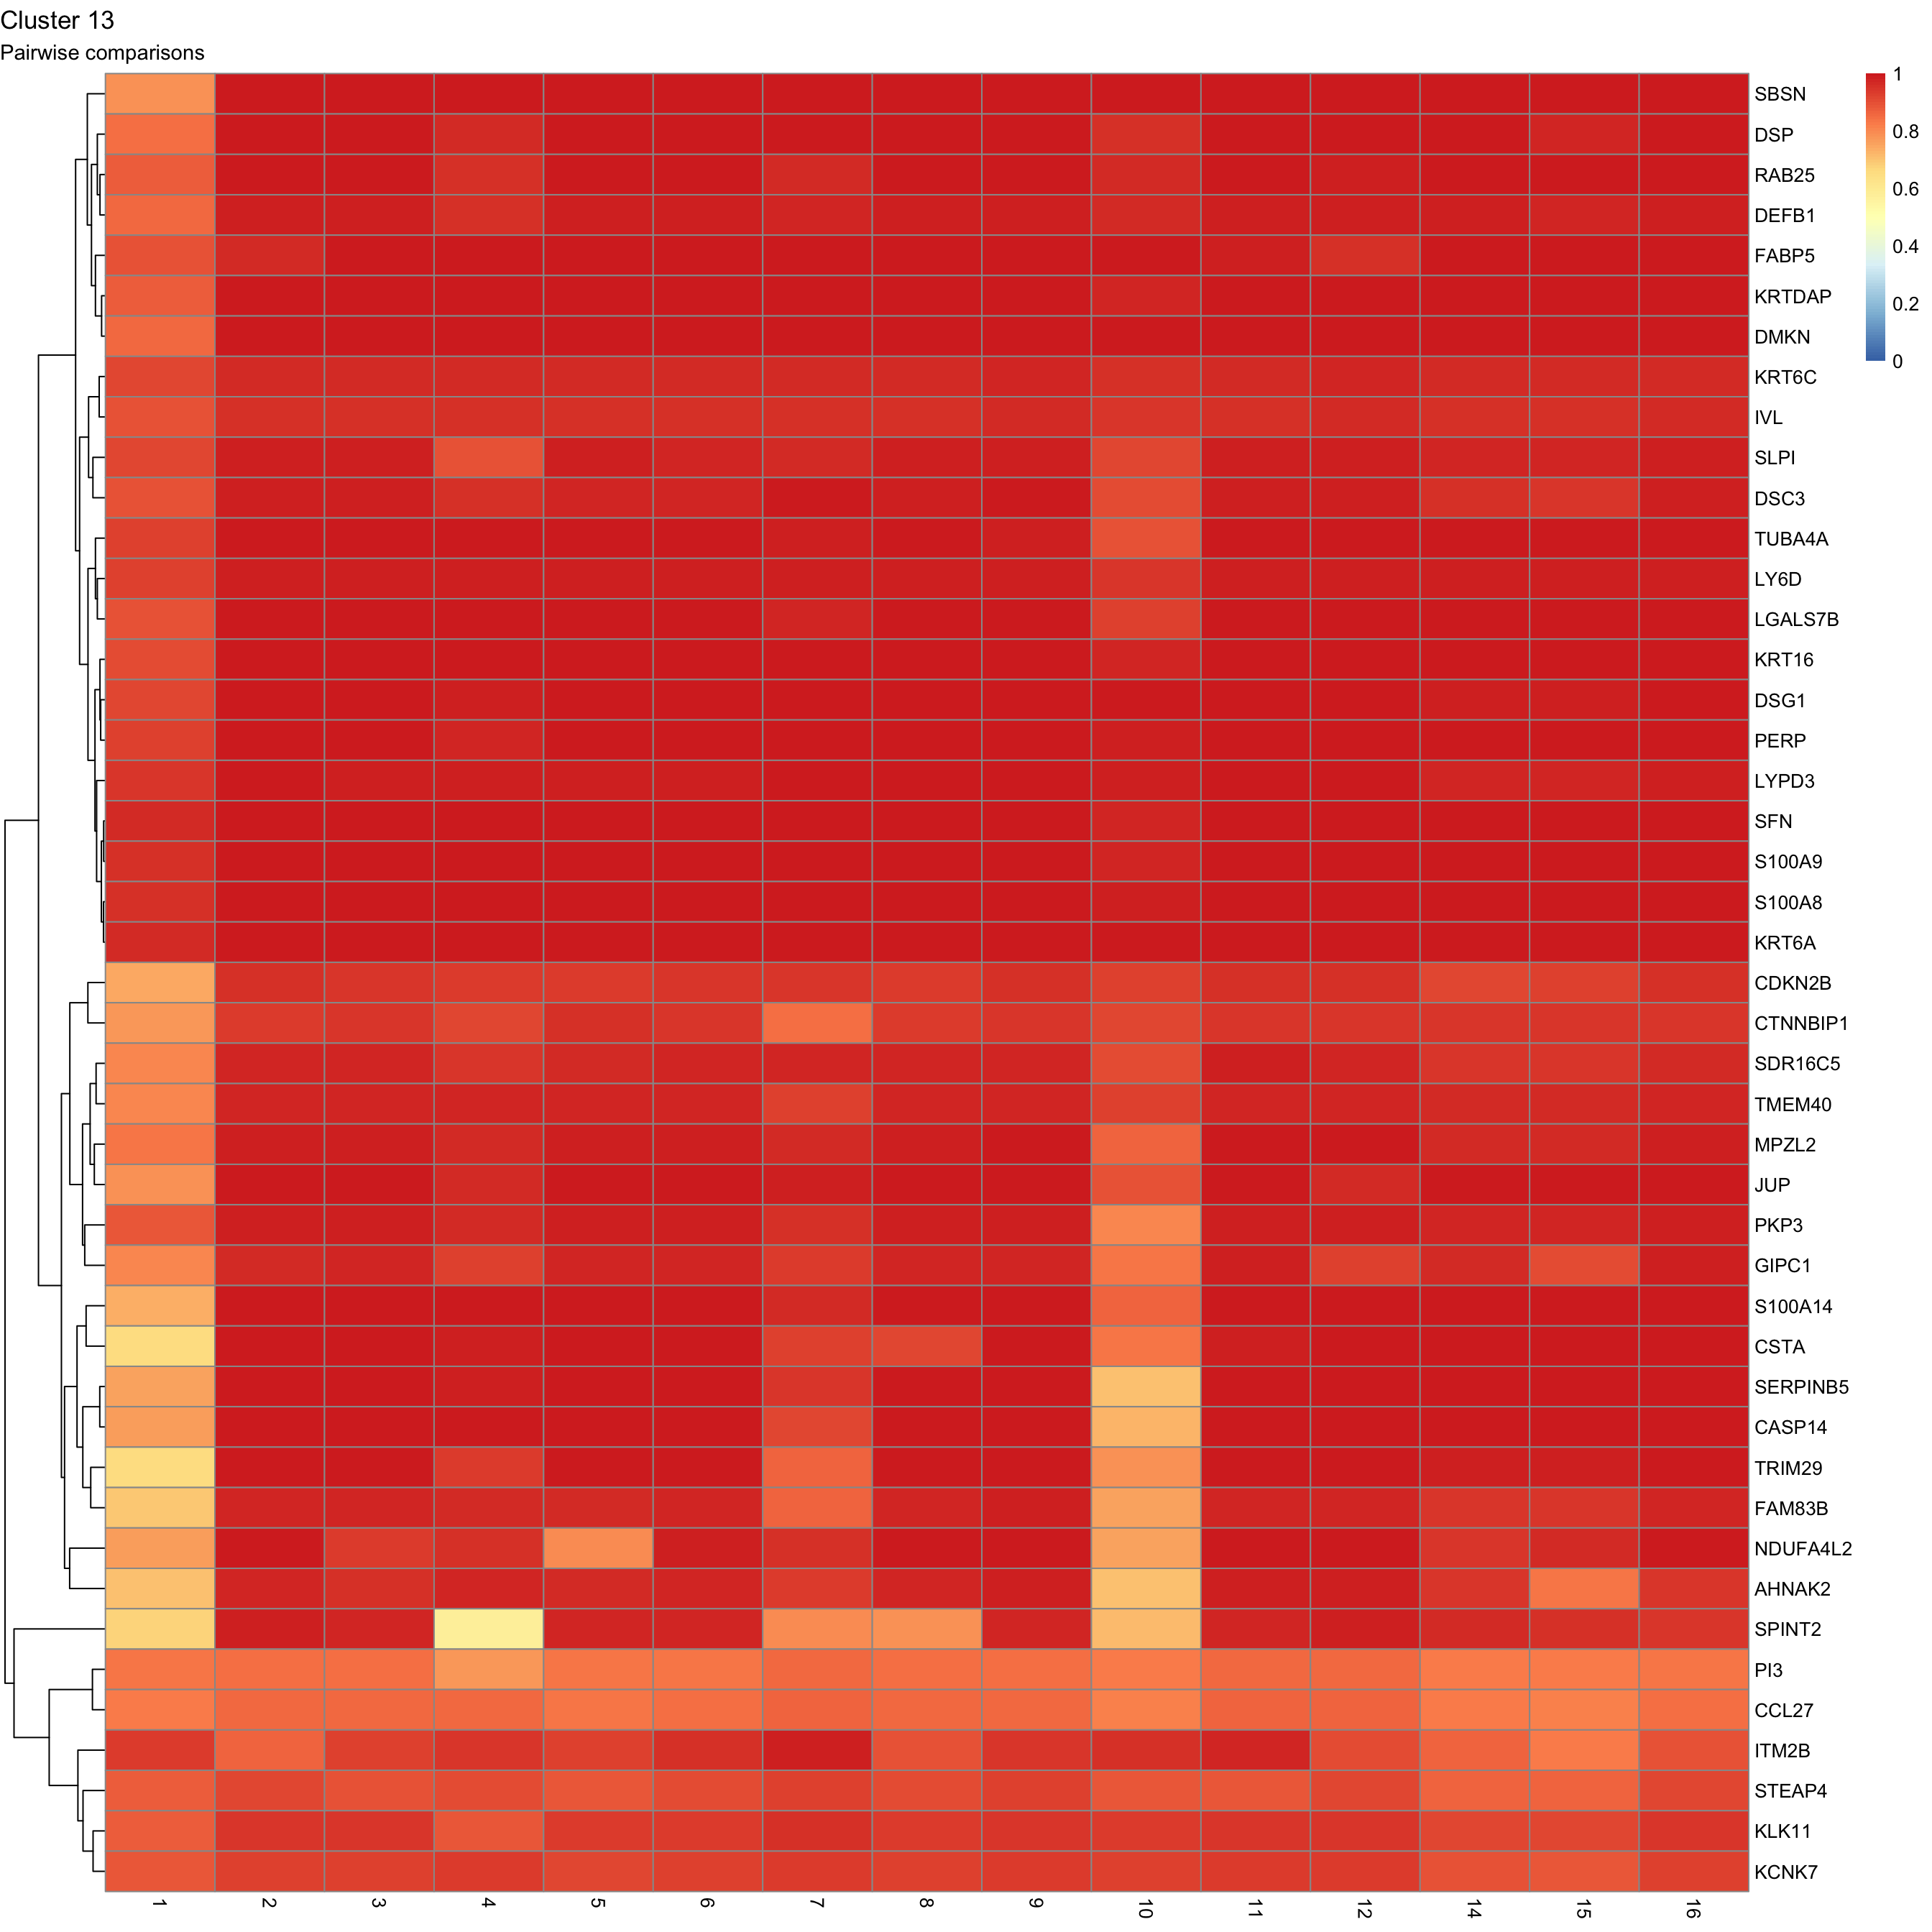 Cluster 13
Pairwise comparisons
1
0.8
0.6
0.4
0.2
0
SBSN
DSP
RAB25
DEFB1
FABP5
KRTDAP
DMKN
KRT6C
IVL
SLPI
DSC3
TUBA4A
LY6D
LGALS7B
KRT16
DSG1
PERP
LYPD3
SFN
S100A9
S100A8
KRT6A
CDKN2B
CTNNBIP1
SDR16C5
TMEM40
MPZL2
JUP
PKP3
GIPC1
S100A14
CSTA
SERPINB5
CASP14
TRIM29
FAM83B
NDUFA4L2
AHNAK2
SPINT2
PI3
CCL27
ITM2B
STEAP4
KLK11
KCNK7
1 2 3 4 5 6 7 8 9 10 11 12 14 15 16